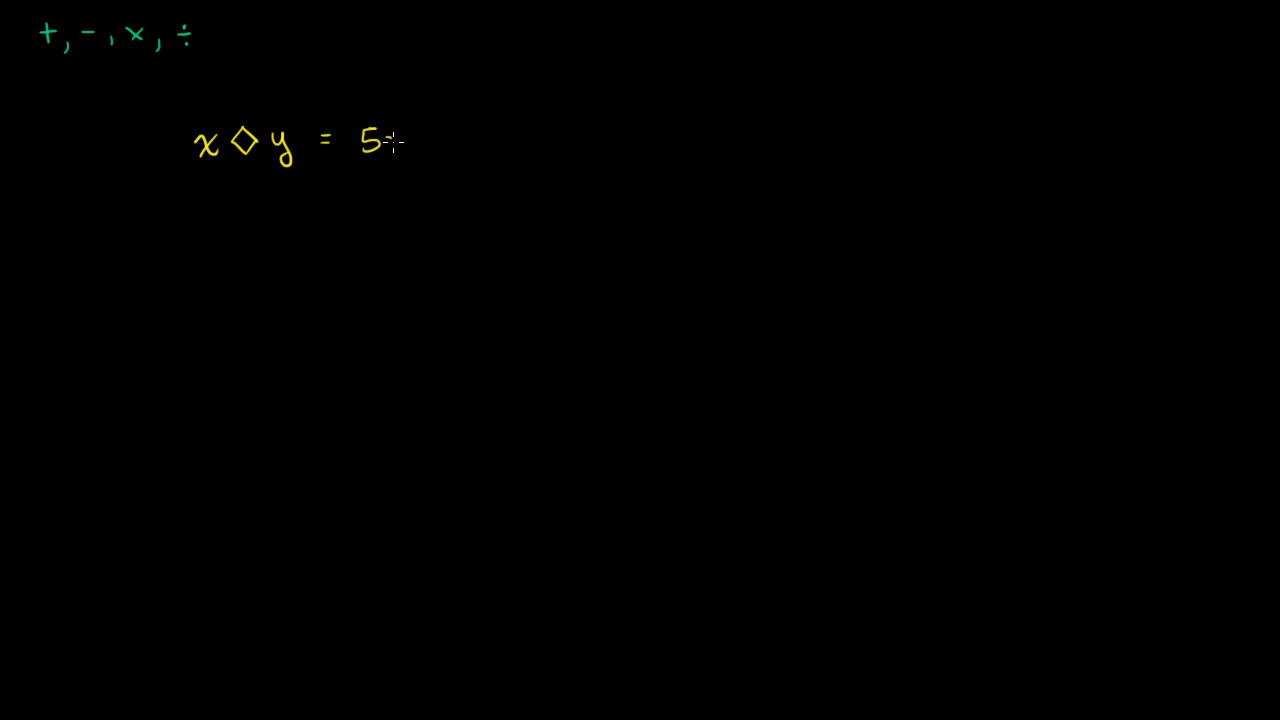 +, -, x, ÷
x ◇ y = 5